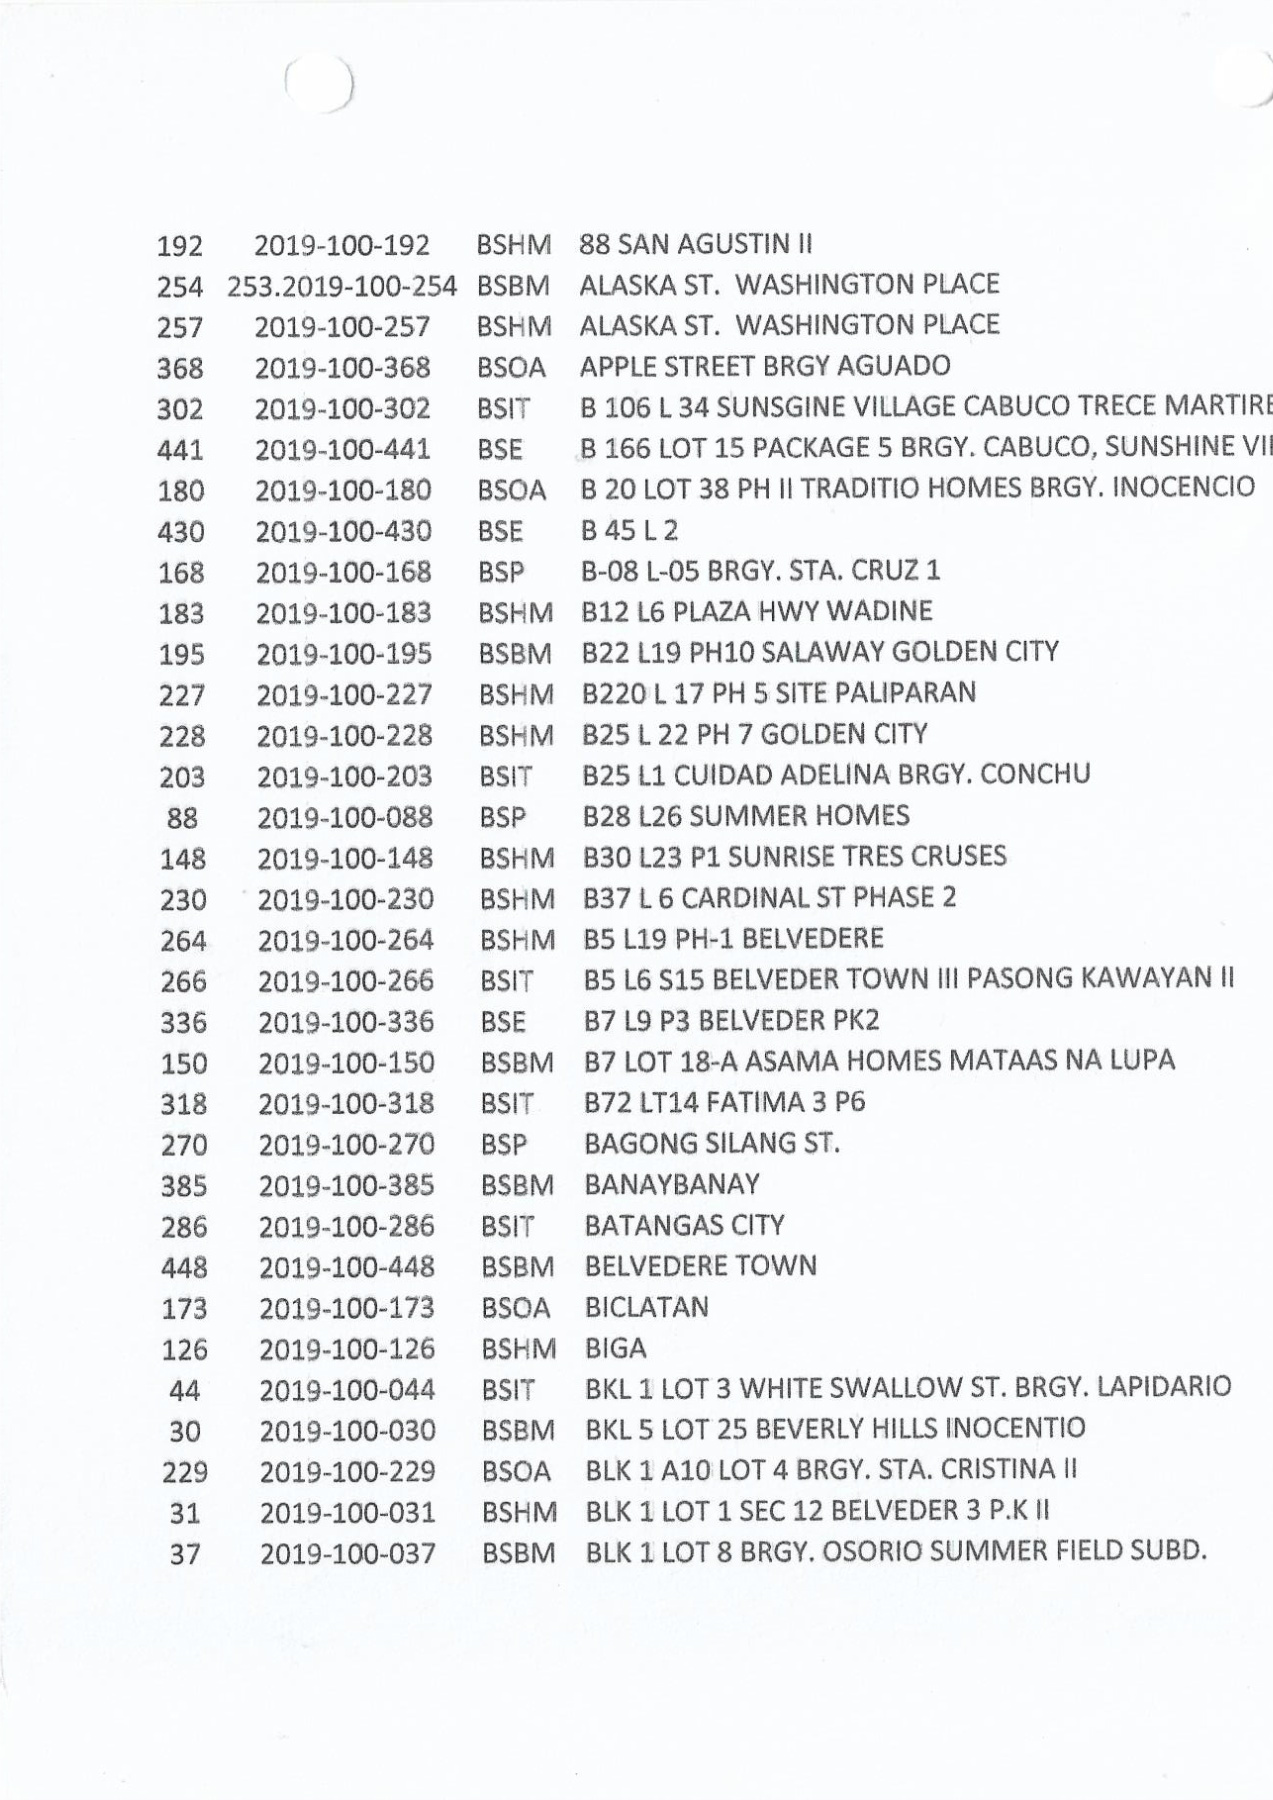 192 2019-100-192 BSHM 88 SAN AGUSTIN II
254 253.2019-100-254 BSBM ALASKA ST. WASHINGTON PLACE
257 2019-100-257 BSHM ALASKA ST. WASHINGTON PLACE
368 2019-100-368 BSOA APPLE STREET BRGY AGUADO
302 2019-100-302 BSIT B 106 L 34 SUNSGINE VILLAGE CABUCO TRECE MARTIRE
441 2019-100-441 BSE B 166 LOT 15 PACKAGE 5 BRGY. CABUCO, SUNSHINE
180 2019-100-180 BSOA B 20 LOT 38 PH II TRADITIO HOMES BRGY. INOCENCIO
430 2019-100-430 BSE B 45 L 2
168 2019-100-168 BSP B-08 L-05 BRGY. STA. CRUZ 1
183 2019-100-183 BSHM B12 L6 PLAZA HWY WADINE
195 2019-100-195 BSBM B22 L19 PH10 SALAWAY GOLDEN CITY
227 2019-100-227 BSHM B220 L 17 PH 5 SITE PALIPARAN
228 2019-100-228 BSHM B25 L 22 PH 7 GOLDEN CITY
203 2019-100-203 BSIT B25 L1 CUIDAD ADELINA BRGY. CONCHU
88 2019-100-088 BSP B28 L26 SUMMER HOMES
148 2019-100-148 BSHM B30 L23 P1 SUNRISE TRES CRUSES
230 2019-100-230 BSHM B37 L 6 CARDINAL ST PHASE 2
264 2019-100-264 BSHM B5 L19 PH-1 BELVEDERE
266 2019-100-266 BSIT B5 L6 S15 BELVEDER TOWN III PASONG KAWAYAN II
336 2019-100-336 BSE B7 L9 P3 BELVEDER PK2
150 2019-100-150 BSBM B7 LOT 18-A ASAMA HOMES MATAAS NA LUPA
318 2019-100-318 BSIT B72 LT14 FATIMA 3 P6
270 2019-100-270 BSP BAGONG SILANG ST.
385 2019-100-385 BSBM BANAYBANAY
286 2019-100-286 BSIT BATANGAS CITY
448 2019-100-448 BSBM BELVEDERE TOWN
173 2019-100-173 BSOA BICLATAN
126 2019-100-126 BSHM BIGA
44 2019-100-044 BSIT BKL 1 LOT 3 WHITE SWALLOW ST. BRGY. LAPIDARIO
30 2019-100-030 BSBM BKL 5 LOT 25 BEVERLY HILLS INOCENTIO
229 2019-100-229 BSOA BLK 1 A10 LOT 4 BRGY. STA. CRISTINA II
31 2019-100-031 BSHM BLK 1 LOT 1 SEC 12 BELVEDER 3 P.K II
37 2019-100-037 BSBM BLK 1 LOT 8 BRGY. OSORIO SUMMER FIELD SUBD.